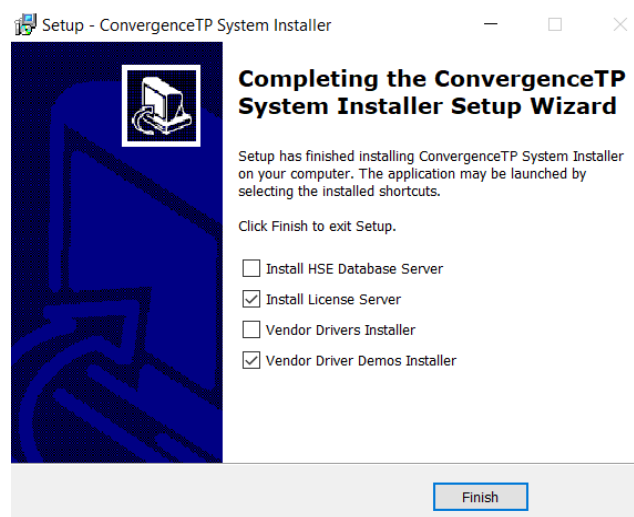 Setup - ConvergenceTP System Installer
Completing the ConvergenceTP
System Installer Setup Wizard
Setup has finished installing ConvergenceTP System Installer
on your computer. The application may be launched by
selecting the installed shortcuts.
Click Finish to exit Setup.
Install HSE Database Server
Install License Server
Vendor Drivers Installer
Vendor Driver Demos Installer
Finish